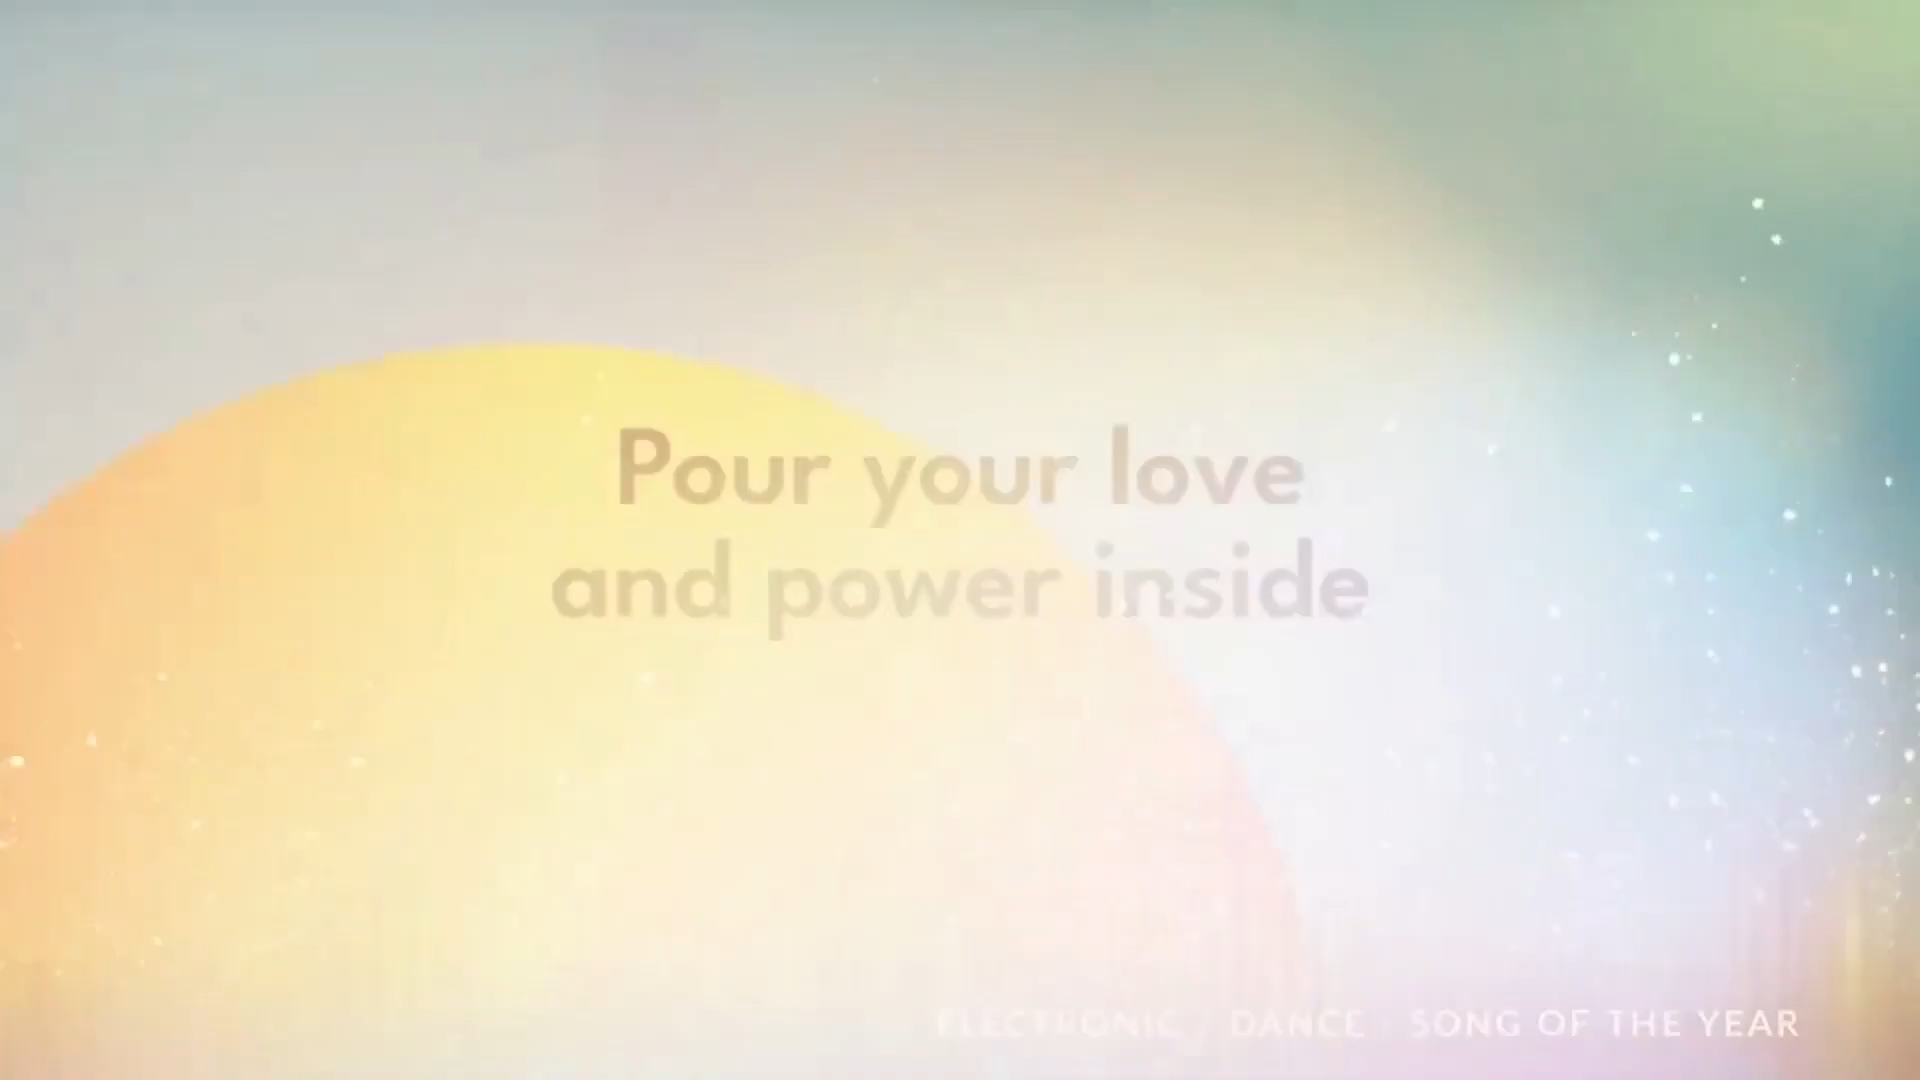 Pour your love
and power inside
ELECTRONIC / DANCE · SONG OF THE YEAR